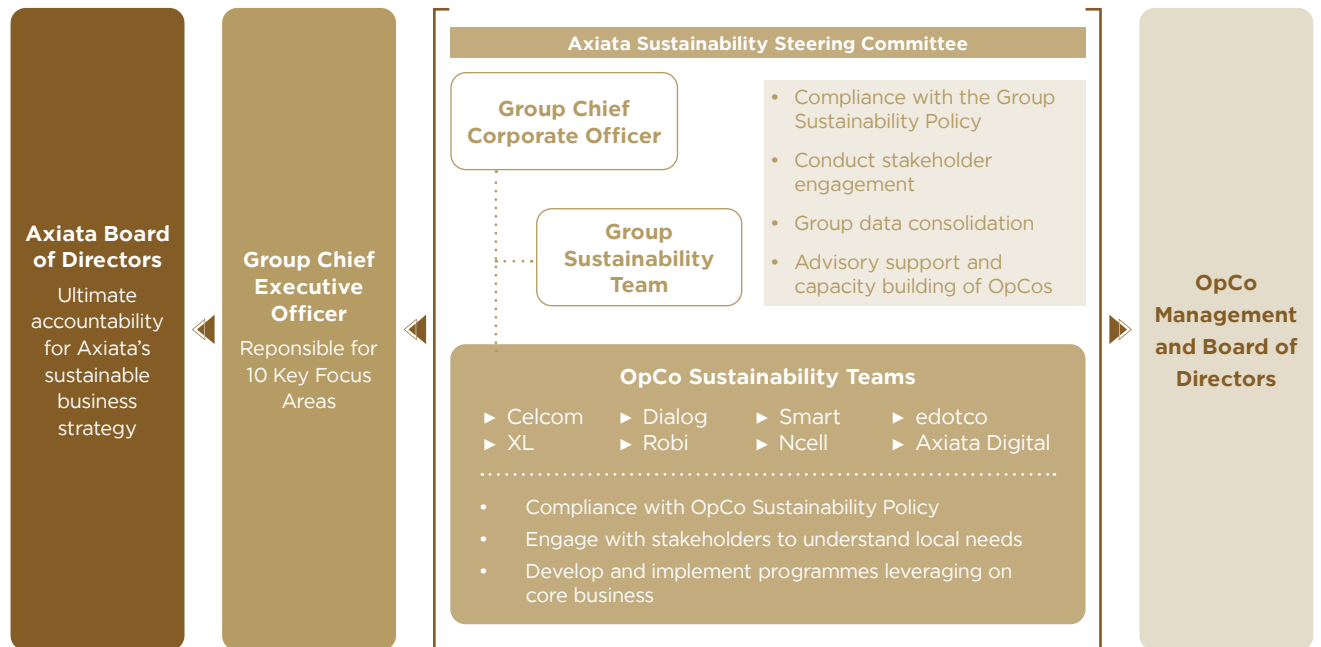 Axiata Board
of Directors
Ultimate
accountability
for Axiata's
sustainable
business
strategy
Group Chief
Executive
Officer
Reponsible for
10 Key Focus
Areas
Axiata Sustainability Steering Committee
Group Chief
Corporate Officer
Group
Sustainability
Team
• Compliance with the Group
Sustainability Policy
• Conduct stakeholder
engagement
• Group data consolidation
• Advisory support and
capacity building of OpCos
OpCo Sustainability Teams
► Celcom ► Dialog ► Smart ► edotco
► XL ► Robi ► Ncell ► Axiata Digital
• Compliance with OpCo Sustainability Policy
• Engage with stakeholders to understand local needs
• Develop and implement programmes leveraging on
core business
OpCo
Management
and Board of
Directors